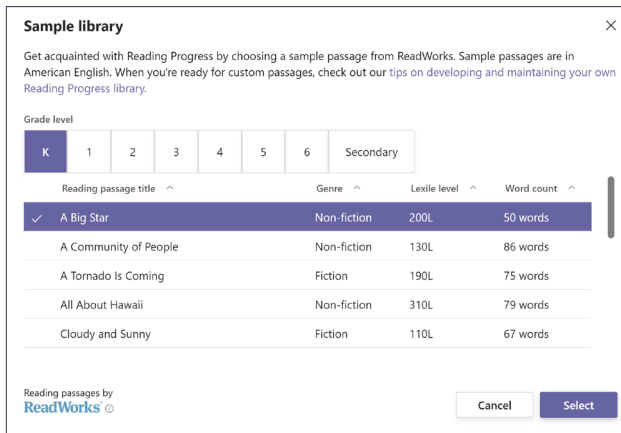 Sample library
Get acquainted with Reading Progress by choosing a sample passage from ReadWorks. Sample passages are in
American English. When you're ready for custom passages, check out our tips on developing and maintaining your own
Reading Progress library.
Grade level
K 1 2 3 4 5 6 Secondary
Reading passage title Genre Lexile level Word count
A Big Star Non-fiction 200L 50 words
A Community of People Non-fiction 130L 86 words
A Tornado Is Coming Fiction 190L 75 words
All About Hawaii Non-fiction 310L 79 words
Cloudy and Sunny Fiction 110L 67 words
Reading passages by
ReadWorks®
Cancel Select